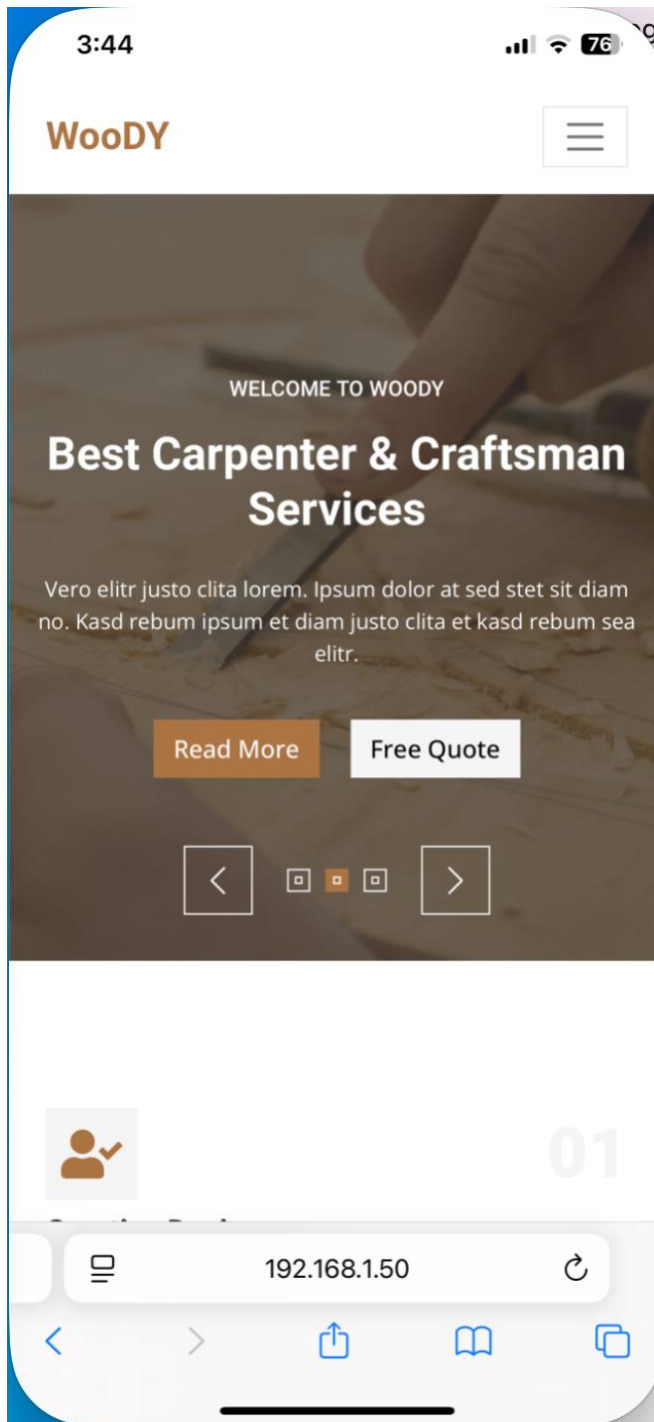 3:44
76
WooDY
WELCOME TO WOODY
Best Carpenter & Craftsman
Services
Vero elitr justo clita lorem. Ipsum dolor at sed stet sit diam
no. Kasd rebum ipsum et diam justo clita et kasd rebum sea
elitr.
Read More
Free Quote
01
192.168.1.50